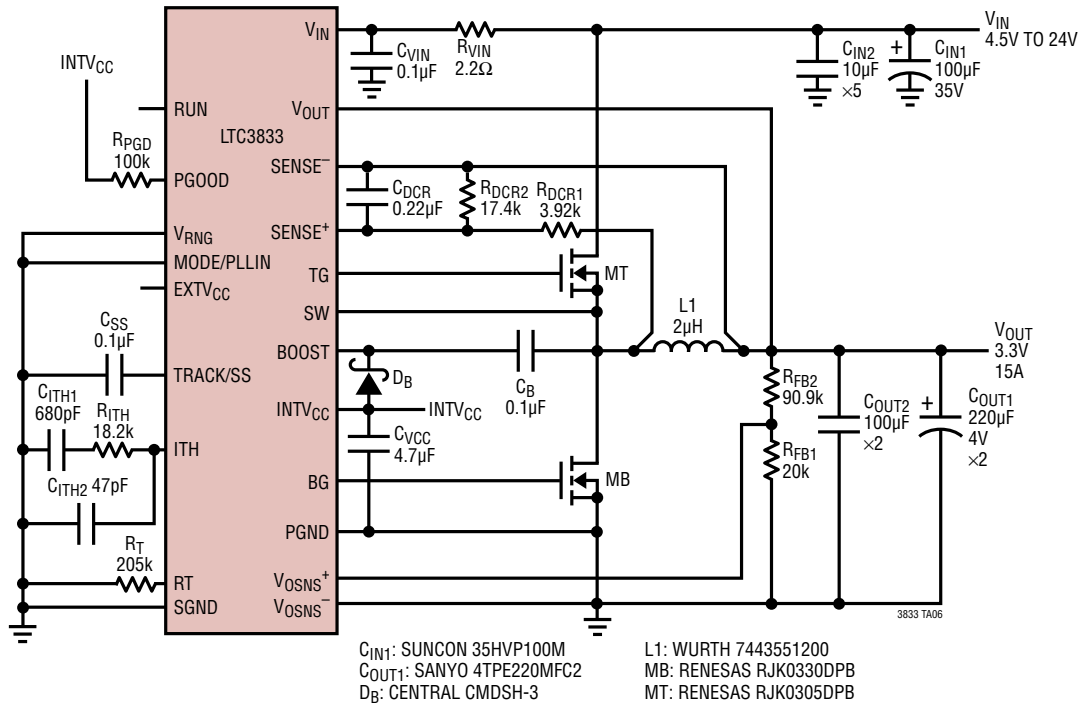 INTVCC
RPGD
100k
RUN
PGOOD
VRNG
MODE/PLLIN
EXTVCC
CSS
0.1µF
TRACK/SS
CITH1
680pF
RITH
18.2k
ITH
CITH2 47pF
RT
205k
RT
SGND
LTC3833
VIN
VOUT
SENSE–
SENSE+
TG
SW
BOOST
INTVCC
BG
PGND
VOSNS+
VOSNS–
CVIN
0.1µF
RVIN
2.2Ω
CIN2
10µF
×5
+
CIN1
100µF
35V
VIN
4.5V TO 24V
CDCR
0.22µF
RDCR2
17.4k
RDCR1
3.92k
MT
L1
2µH
DB
CB
0.1µF
INTVCC
CVCC
4.7µF
MB
RFB2
90.9k
RFB1
20k
COUT2
100µF
×2
+
COUT1
220µF
4V
×2
VOUT
3.3V
15A
3833 TA06
CIN1: SUNCON 35HVP100M
COUT1: SANYO 4TPE220MFC2
DB: CENTRAL CMDSH-3
L1: WURTH 7443551200
MB: RENESAS RJK0330DPB
MT: RENESAS RJK0305DPB